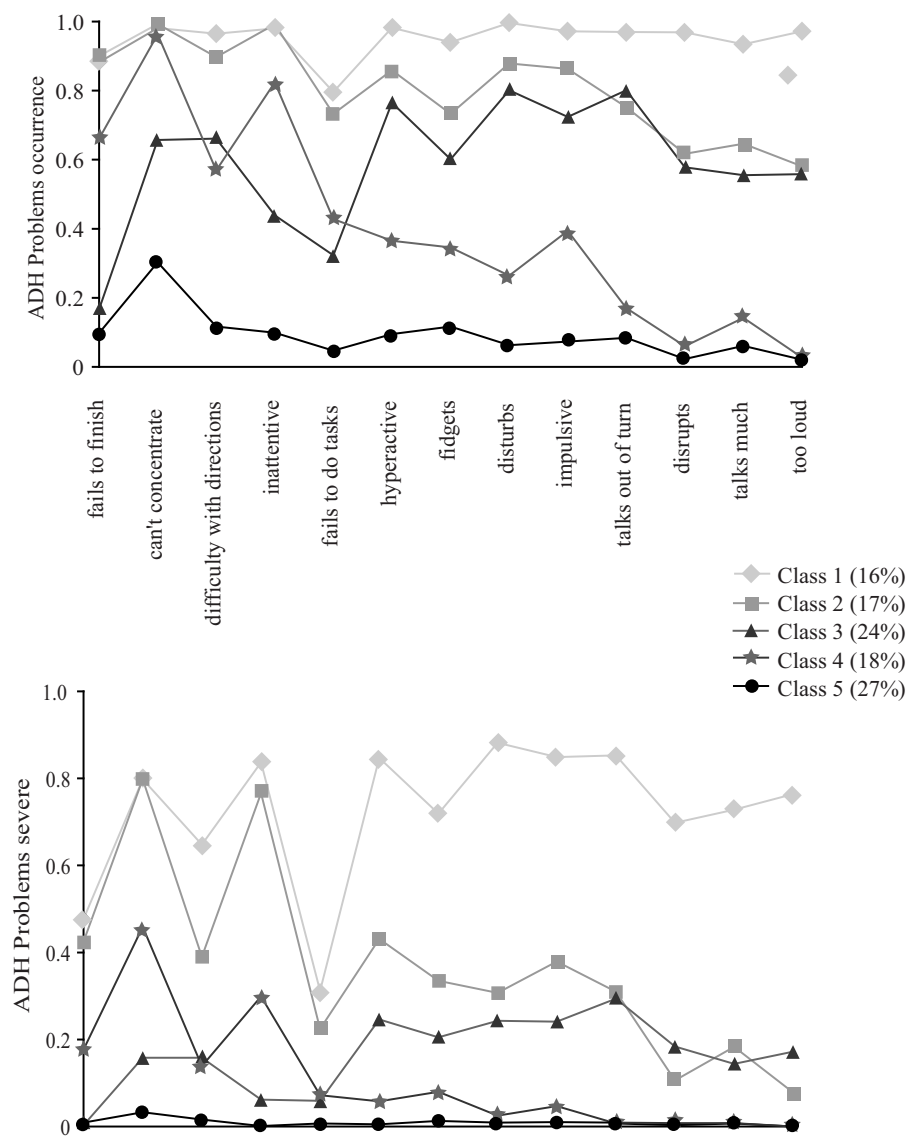 ADH Problems occurrence
1.0
0.8
0.6
0.4
0.2
0
fails to finish
can't concentrate
difficulty with directions
inattentive
fails to do tasks
hyperactive
fidgets
disturbs
impulsive
talks out of turn
disrupts
talks much
too loud
Class 1 (16%)
Class 2 (17%)
Class 3 (24%)
Class 4 (18%)
Class 5 (27%)
ADH Problems severe
1.0
0.8
0.6
0.4
0.2
0